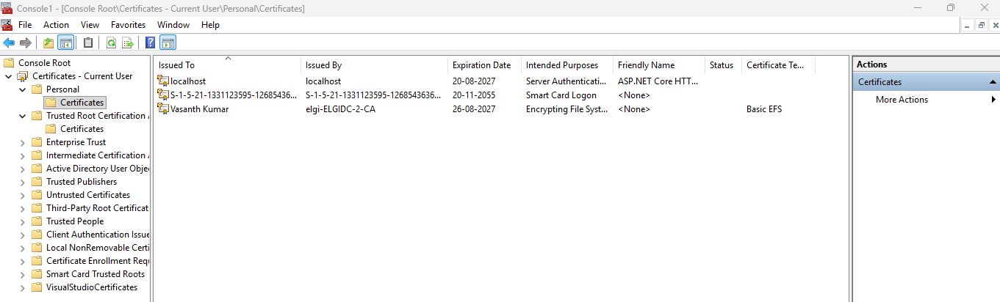 Console1 - [Console Root\Certificates - Current User\Personal\Certificates]
File Action View Favorites Window Help
Console Root
Certificates - Current User
Personal
Certificates
Trusted Root Certification
Certificates
Enterprise Trust
Intermediate Certification
Active Directory User Obje
Trusted Publishers
Untrusted Certificates
Third-Party Root Certificat
Trusted People
Client Authentication Issue
Local NonRemovable Certi
Certificate Enrollment Requ
Smart Card Trusted Roots
VisualStudioCertificates
Issued To Issued By Expiration Date Intended Purposes Friendly Name Status Certificate Te...
localhost localhost 20-08-2027 Server Authenticati... ASP.NET Core HTT...
S-1-5-21-1331123595-12685436... S-1-5-21-1331123595-1268543636... 20-11-2055 Smart Card Logon <None>
Vasanth Kumar elgi-ELGIDC-2-CA 26-08-2027 Encrypting File Syst... <None> Basic EFS
Actions
Certificates
More Actions